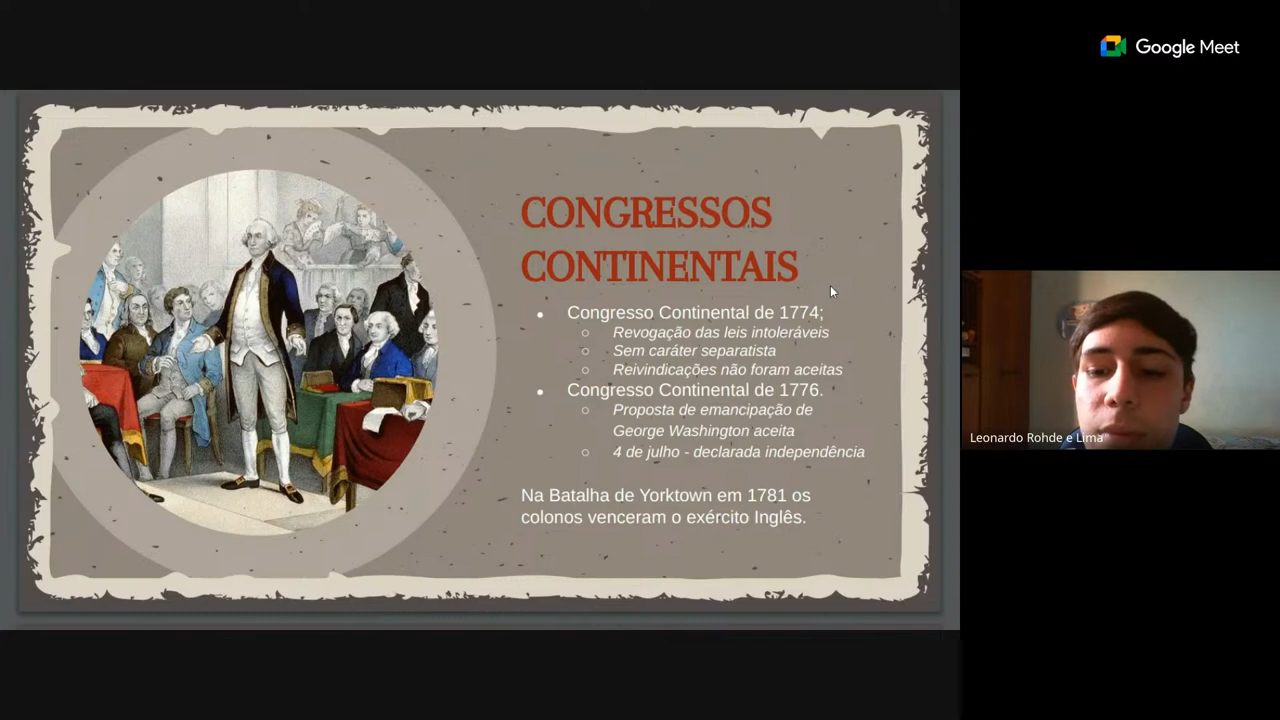 Google Meet
CONGRESSOS
CONTINENTAIS
● Congresso Continental de 1774;
○ Revogação das leis intoleráveis
○ Sem caráter separatista
○ Reivindicações não foram aceitas
● Congresso Continental de 1776.
○ Proposta de emancipação de
George Washington aceita
○ 4 de julho - declarada independência
Na Batalha de Yorktown em 1781 os
colonos venceram o exército Inglês.
Leonardo Rohde e Lima